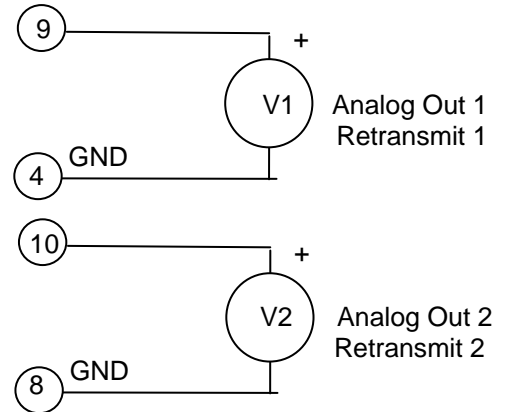 9
+
V1
Analog Out 1
Retransmit 1
GND
4
10
+
V2
Analog Out 2
Retransmit 2
GND
8